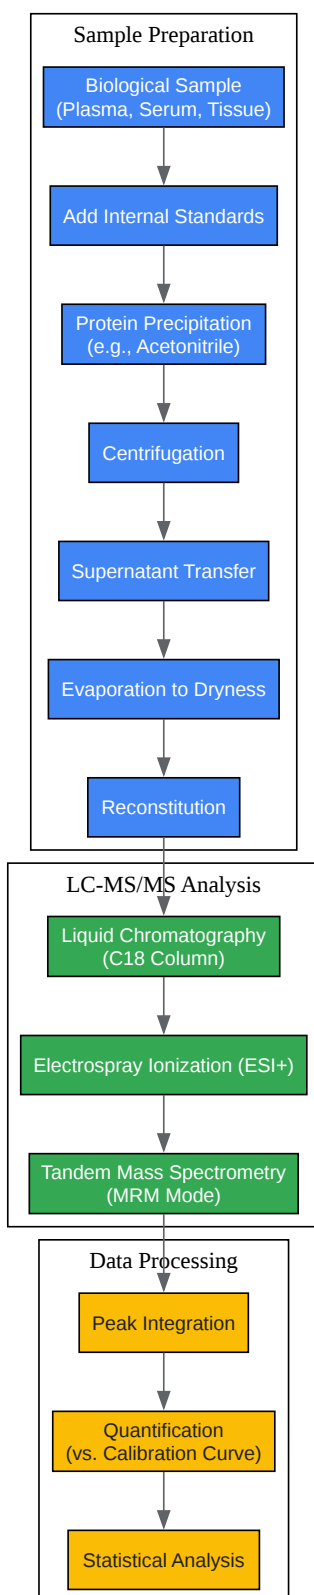 Sample Preparation
Biological Sample
(Plasma, Serum, Tissue)
Add Internal Standards
Protein Precipitation
(e.g., Acetonitrile)
Centrifugation
Supernatant Transfer
Evaporation to Dryness
Reconstitution
LC-MS/MS Analysis
Liquid Chromatography
(C18 Column)
Electrospray Ionization (ESI+)
Tandem Mass Spectrometry
(MRM Mode)
Data Processing
Peak Integration
Quantification
(vs. Calibration Curve)
Statistical Analysis